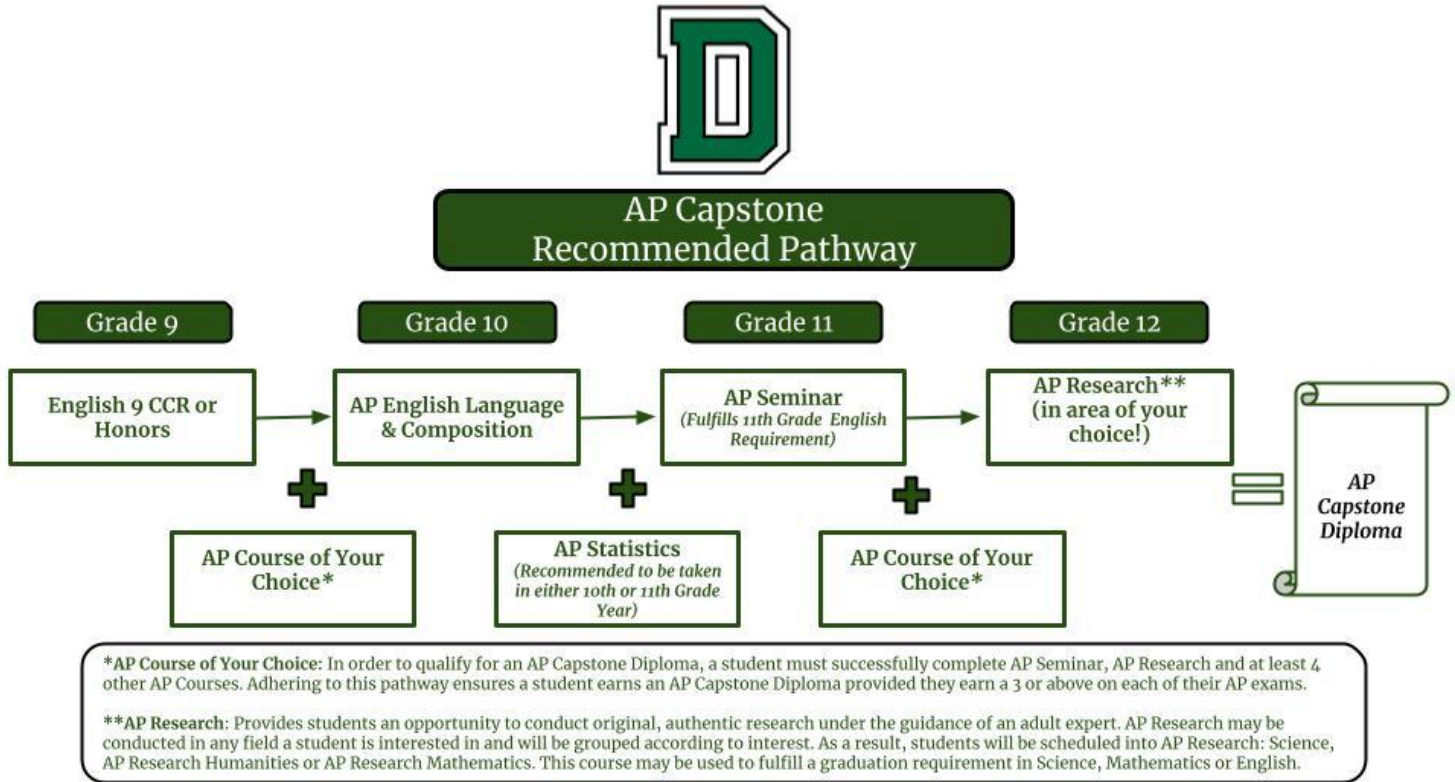 D
AP Capstone
Recommended Pathway
Grade 9
Grade 10
Grade 11
Grade 12
English 9 CCR or
Honors
AP English Language
& Composition
AP Seminar
(Fulfills 11th Grade English
Requirement)
AP Research**
(in area of your
choice!)
AP Course of Your
Choice*
AP Statistics
(Recommended to be taken
in either 10th or 11th Grade
Year)
AP Course of Your
Choice*
AP
Capstone
Diploma
*AP Course of Your Choice: In order to qualify for an AP Capstone Diploma, a student must successfully complete AP Seminar, AP Research and at least 4
other AP Courses. Adhering to this pathway ensures a student earns an AP Capstone Diploma provided they earn a 3 or above on each of their AP exams.
**AP Research: Provides students an opportunity to conduct original, authentic research under the guidance of an adult expert. AP Research may be
conducted in any field a student is interested in and will be grouped according to interest. As a result, students will be scheduled into AP Research: Science,
AP Research Humanities or AP Research Mathematics. This course may be used to fulfill a graduation requirement in Science, Mathematics or English.